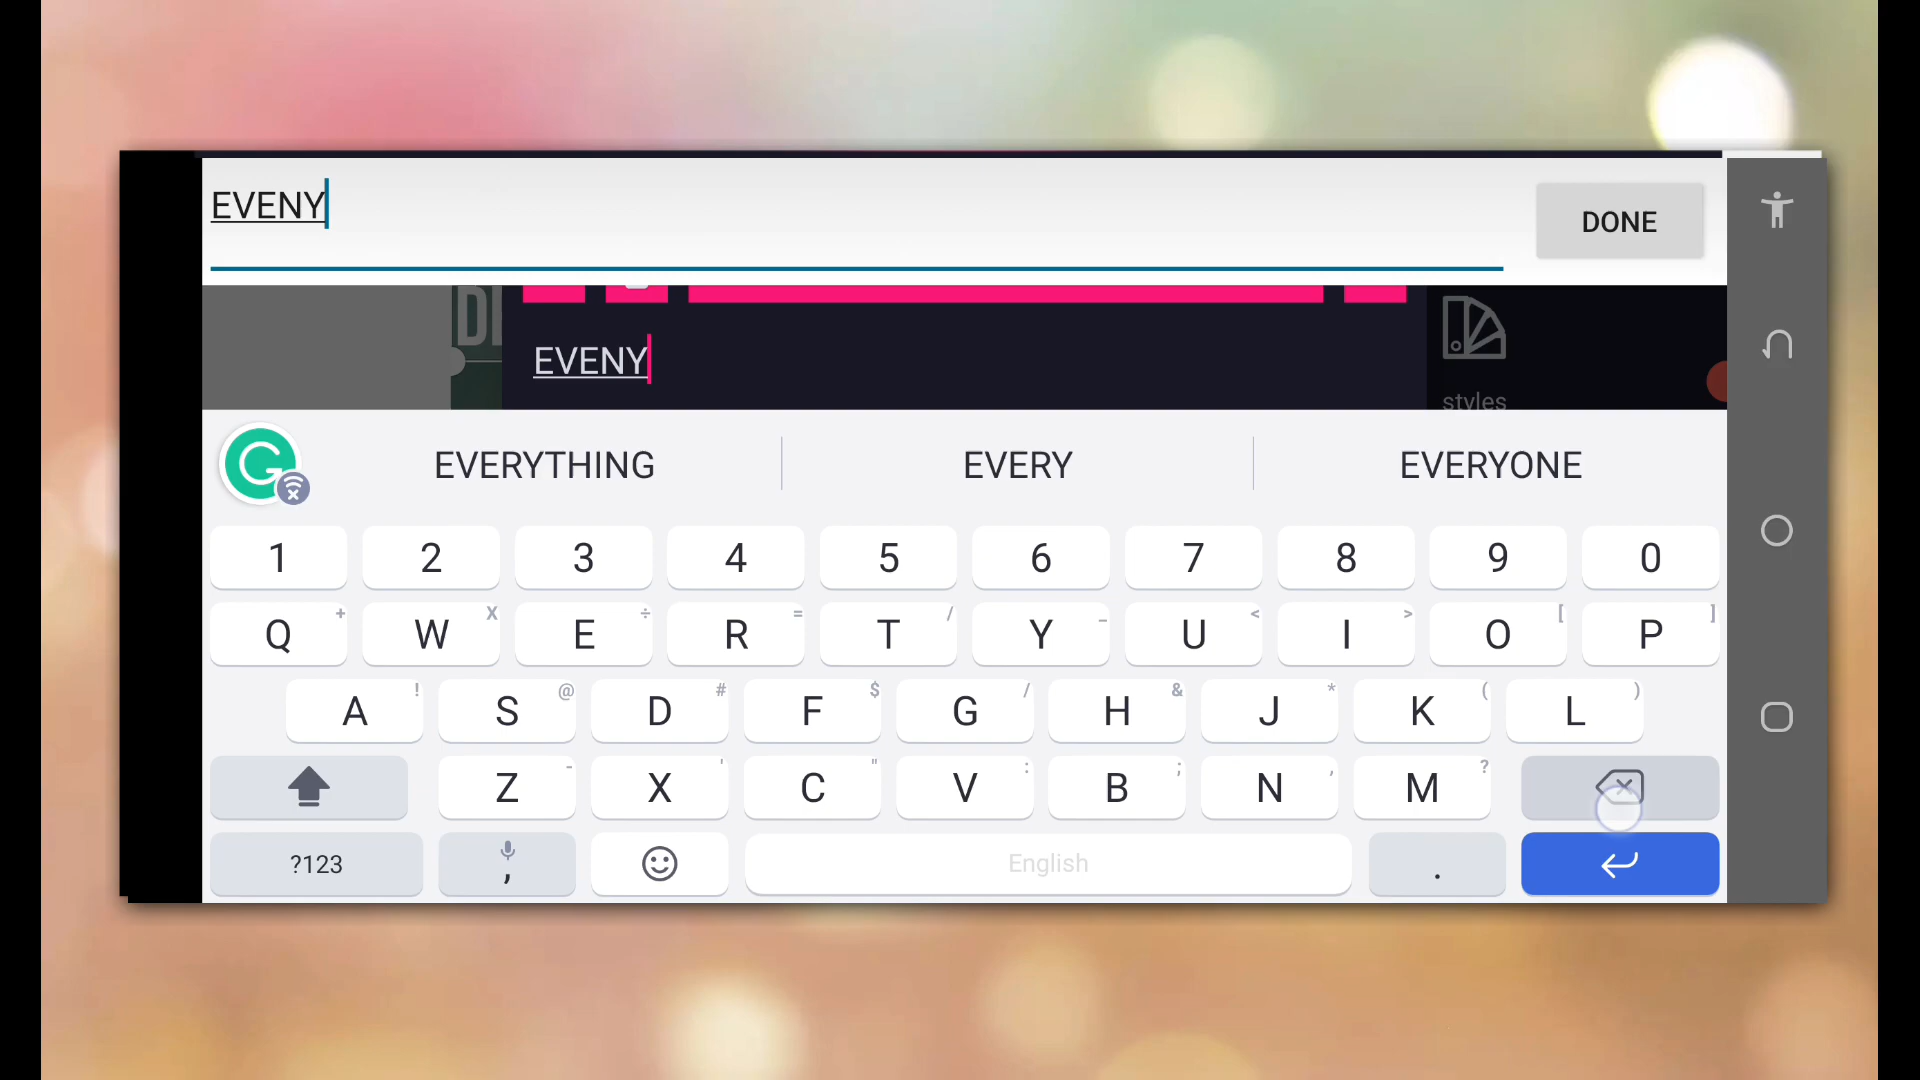 EVENY
DONE
EVENY
styles
EVERYTHING EVERY EVERYONE
1 2 3 4 5 6 7 8 9 0
Q + W X E ÷ R = T / Y _ U < I > O [ P ]
A ! S @ D # F $ G / H & J * K ( L )
Z - X ' C " V : B ; N , M ?
?123 , English .